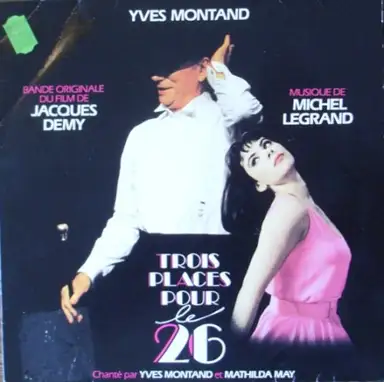 YVES MONTAND
BANDE ORIGINALE
DU FILM DE
JACQUES
DEMY
MUSIQUE DE
MICHEL
LEGRAND
TROIS
PLACES
POUR
le
26
Chanté par YVES MONTAND et MATHILDA MAY